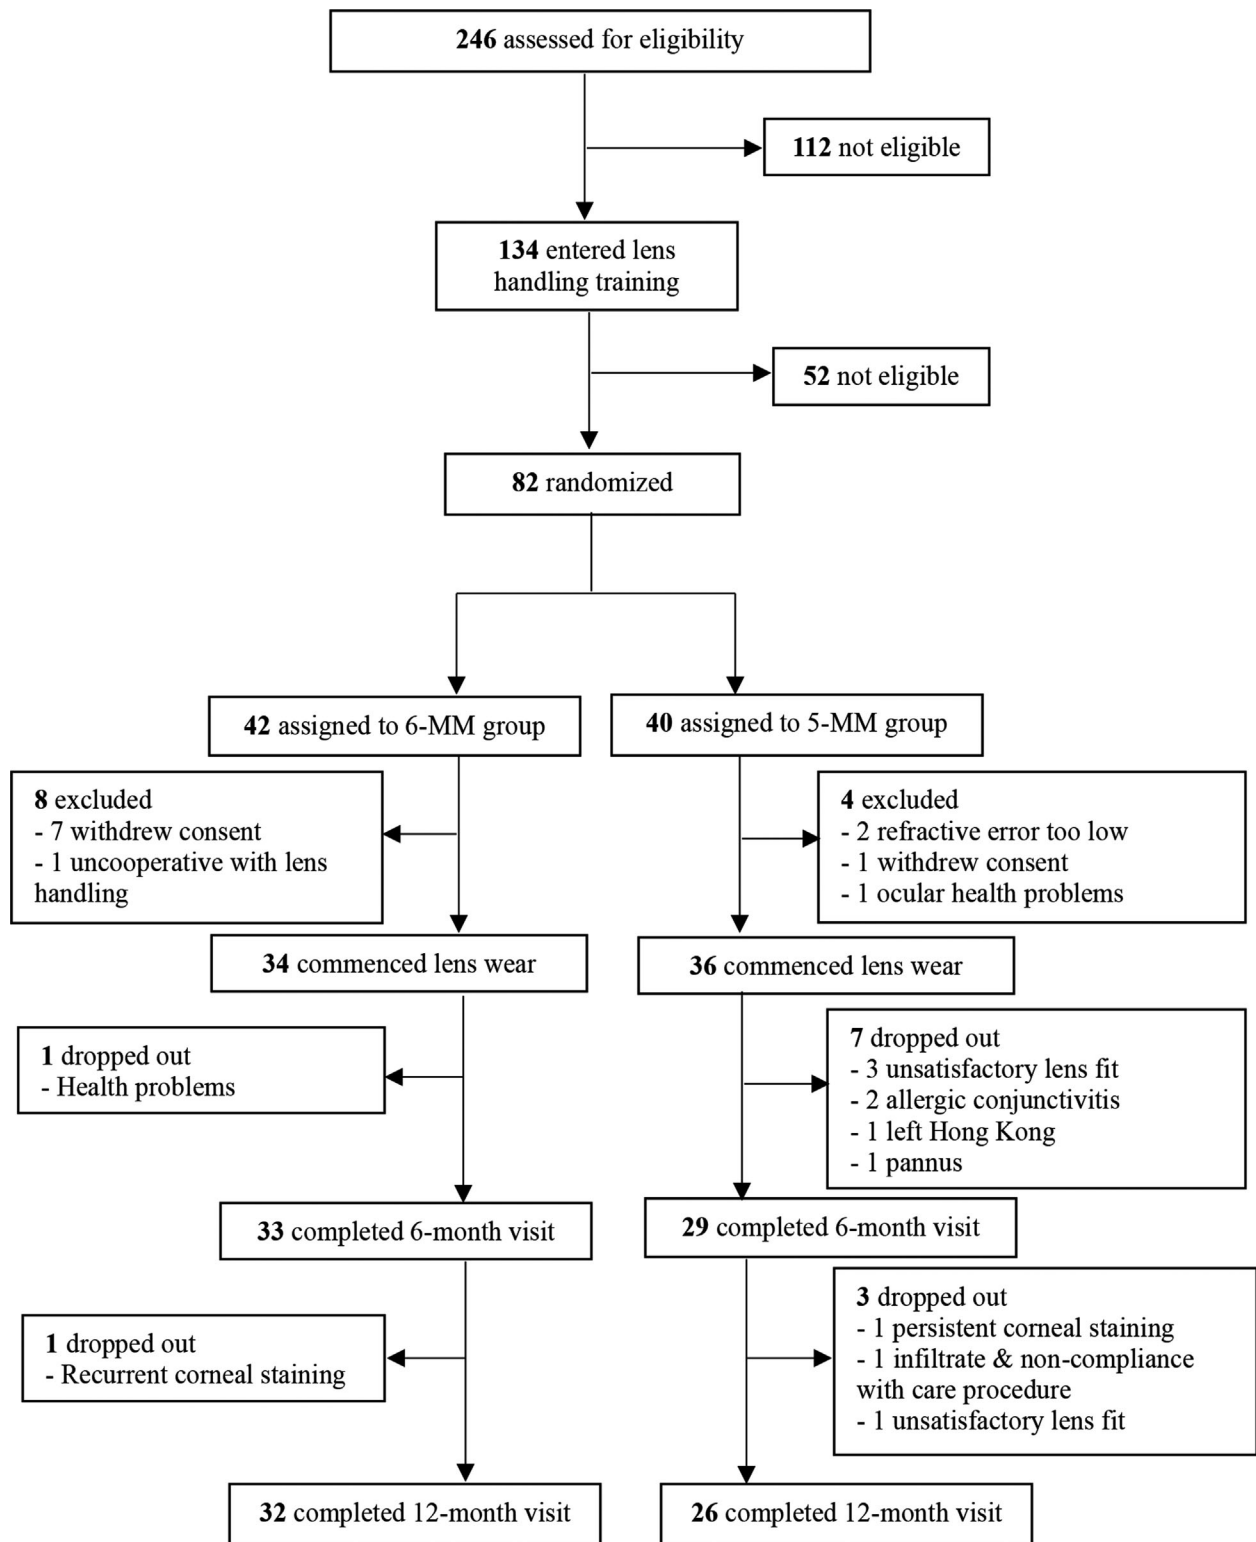 246 assessed for eligibility
112 not eligible
134 entered lens
handling training
52 not eligible
82 randomized
42 assigned to 6-MM group
40 assigned to 5-MM group
8 excluded
- 7 withdrew consent
- 1 uncooperative with lens
handling
4 excluded
- 2 refractive error too low
- 1 withdrew consent
- 1 ocular health problems
34 commenced lens wear
36 commenced lens wear
1 dropped out
- Health problems
7 dropped out
- 3 unsatisfactory lens fit
- 2 allergic conjunctivitis
- 1 left Hong Kong
- 1 pannus
33 completed 6-month visit
29 completed 6-month visit
1 dropped out
- Recurrent corneal staining
3 dropped out
- 1 persistent corneal staining
- 1 infiltrate & non-compliance
with care procedure
- 1 unsatisfactory lens fit
32 completed 12-month visit
26 completed 12-month visit